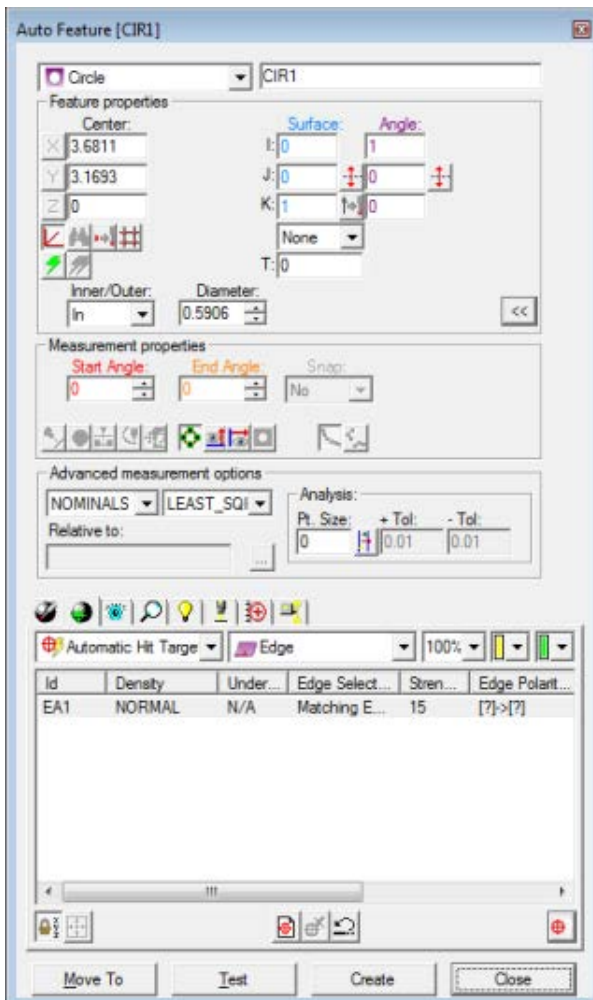 Auto Feature [CIR1]
Circle CIR1
Feature properties
Center: Surface: Angle:
X 3.6811 I: 0 1
Y 3.1693 J: 0 0
Z 0 K: 1 0
None
T: 0
Inner/Outer: Diameter:
In 0.5906 <<
Measurement properties
Start Angle: End Angle: Snap:
0 0 No
Advanced measurement options
NOMINALS LEAST_SQI Analysis:
Relative to: Pt. Size: + Tol: - Tol:
0 0.01 0.01
...
Automatic Hit Targe Edge 100%
Id Density Under... Edge Select... Stren... Edge Polarit...
EA1 NORMAL N/A Matching E... 15 [?]->[?]
Move To Test Create Close